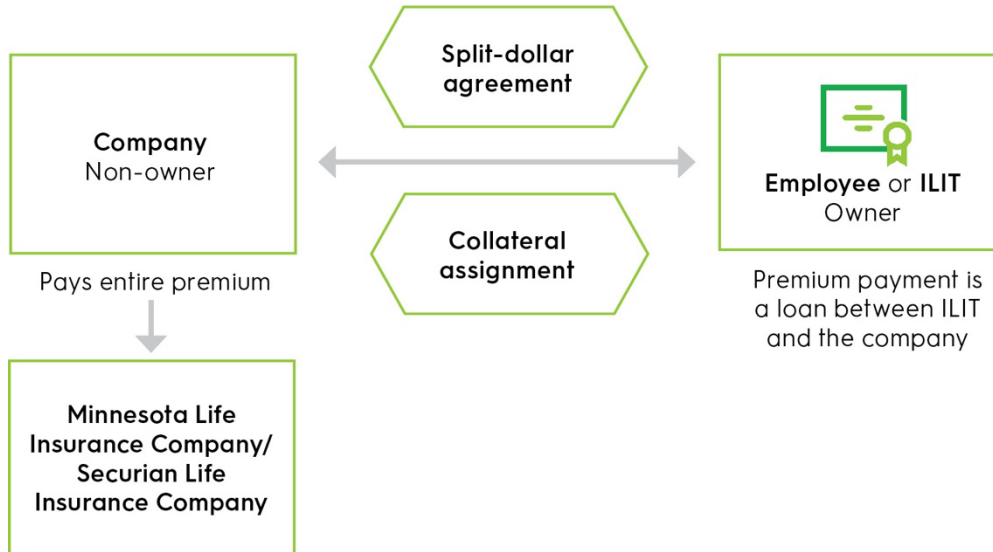 Split-dollar
agreement
Company
Non-owner
Employee or ILIT
Owner
Collateral
assignment
Pays entire premium
Premium payment is
a loan between ILIT
and the company
Minnesota Life
Insurance Company/
Securian Life
Insurance Company